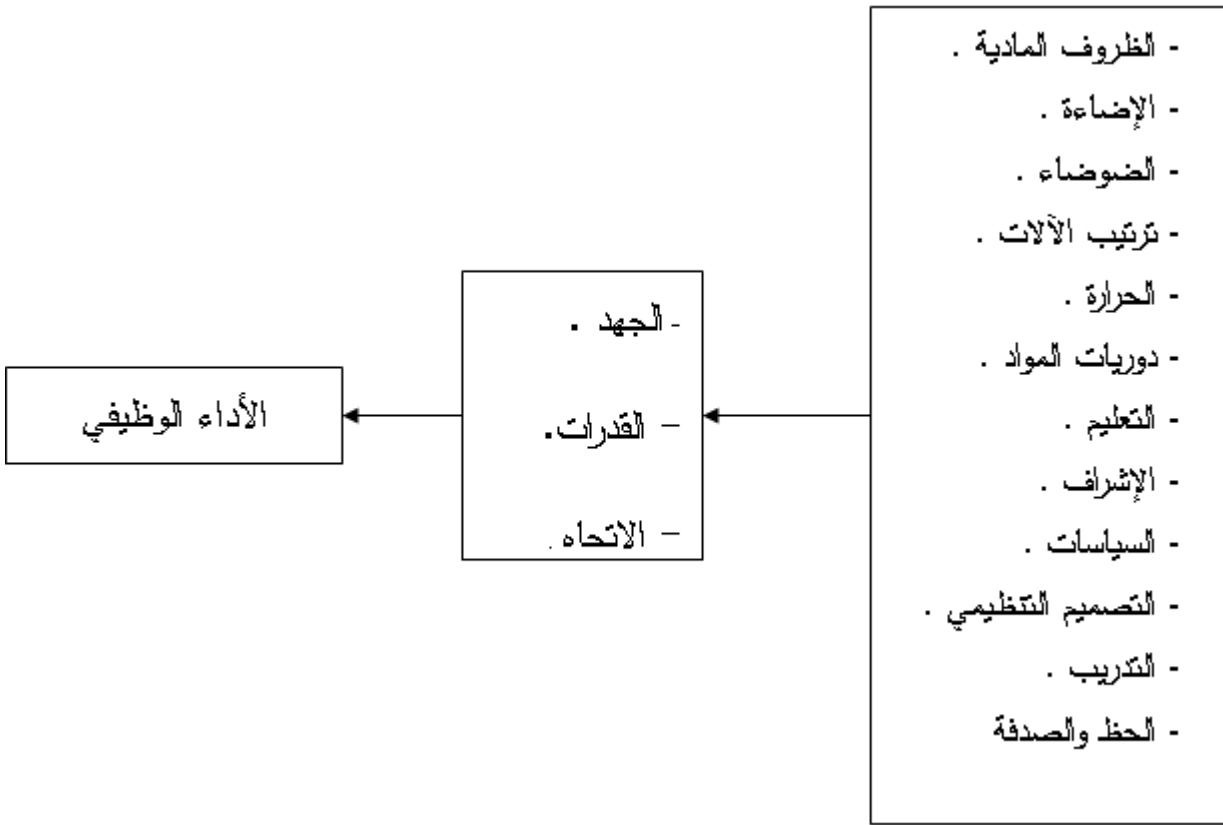 - الظروف المادية .
- الإضاءة .
- الضوضاء .
- ترتيب الآلات .
- الحرارة .
- دوريات المواد .
- التعليم .
- الإشراف .
- السياسات .
- التصميم التنظيمي .
- التدريب .
- الحظ والصدفة
- الجهد .
– القدرات.
– الاتحاه .
الأداء الوظيفي